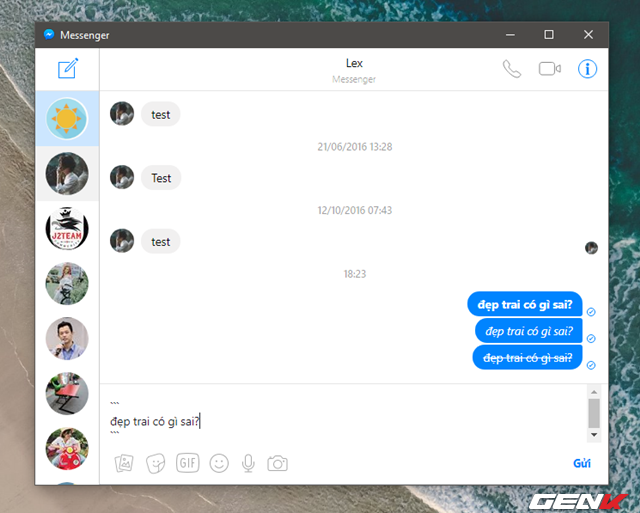 Messenger
Lex
Messenger
test
21/06/2016 13:28
Test
12/10/2016 07:43
test
18:23
đẹp trai có gì sai?
đẹp trai có gì sai?
đẹp trai có gì sai?
```
đẹp trai có gì sai?
```
GIF
Gửi
J2TEAM
GENK